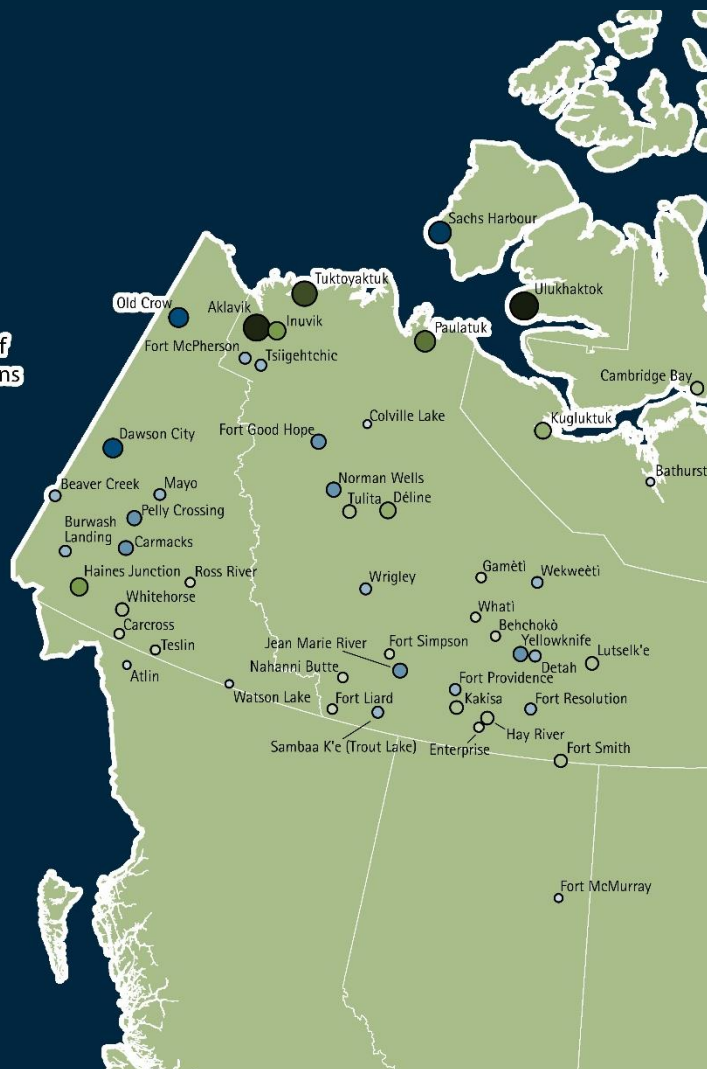 Sachs Harbour
Ulukhaktok
Tuktoyaktuk
Old Crow
Aklavik
Inuvik
Paulatuk
Fort McPherson
Tsiigehtchic
f
ns
Cambridge Bay
Colville Lake
Kugluktuk
Fort Good Hope
Dawson City
Bathurst
Norman Wells
Beaver Creek
Mayo
Tulita
Déline
Pelly Crossing
Burwash
Landing
Carmacks
Gamètì
Wekweètì
Haines Junction
Ross River
Wrigley
Whitehorse
Whatì
Carcross
Behchokò
Teslin
Jean Marie River
Fort Simpson
Yellowknife
Lutselk'e
Atlin
Nahanni Butte
Detah
Fort Providence
Watson Lake
Fort Liard
Kakisa
Fort Resolution
Hay River
Sambaa K'e (Trout Lake)
Enterprise
Fort Smith
Fort McMurray